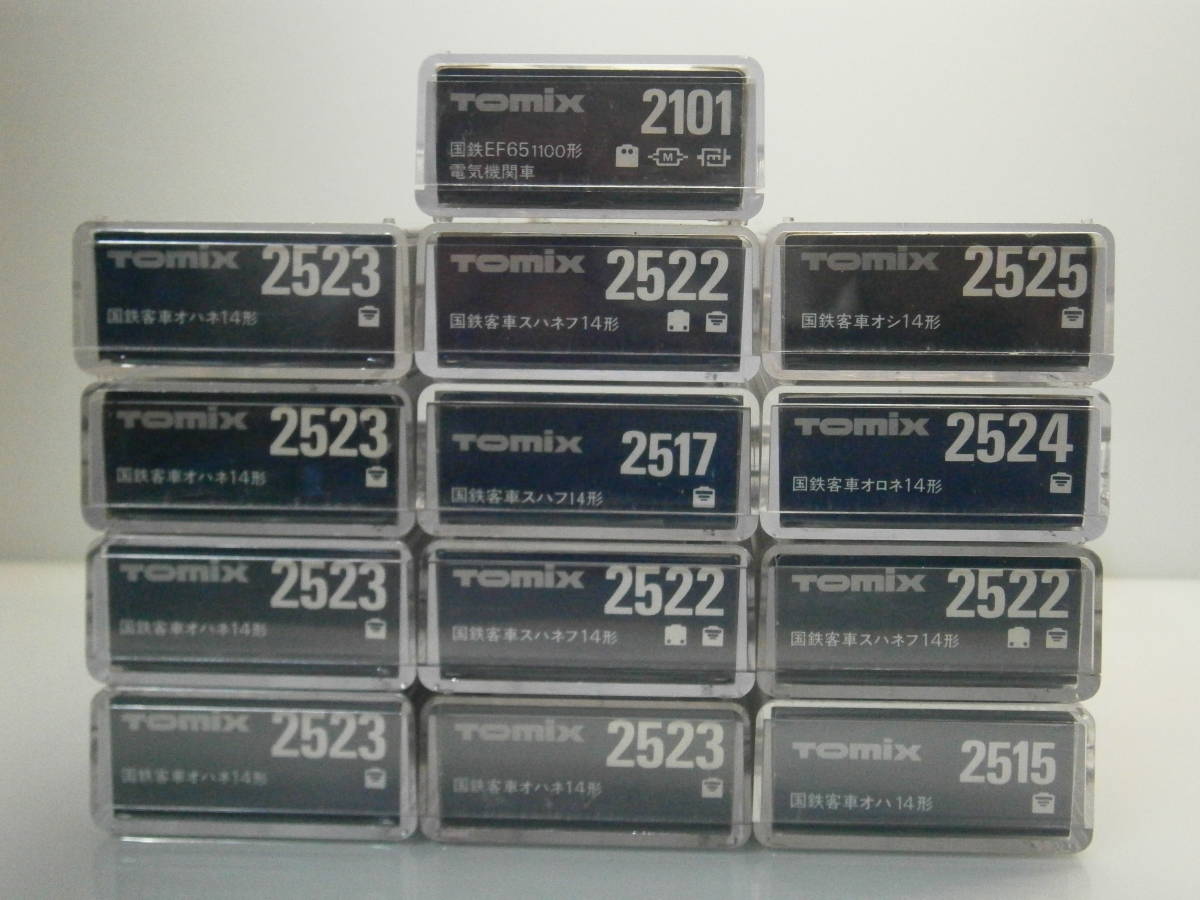 TOMIX 2101
国鉄EF65 1100形
電気機関車
TOMIX 2523
国鉄客車オハネ14形
TOMIX 2522
国鉄客車スハネフ14形
TOMIX 2525
国鉄客車オシ14形
TOMIX 2523
国鉄客車オハネ14形
TOMIX 2517
国鉄客車スハフ14形
TOMIX 2524
国鉄客車オロネ14形
TOMIX 2523
国鉄客車オハネ14形
TOMIX 2522
国鉄客車スハネフ14形
TOMIX 2522
国鉄客車スハネフ14形
TOMIX 2523
国鉄客車オハネ14形
TOMIX 2523
国鉄客車オハネ14形
TOMIX 2515
国鉄客車オハ14形